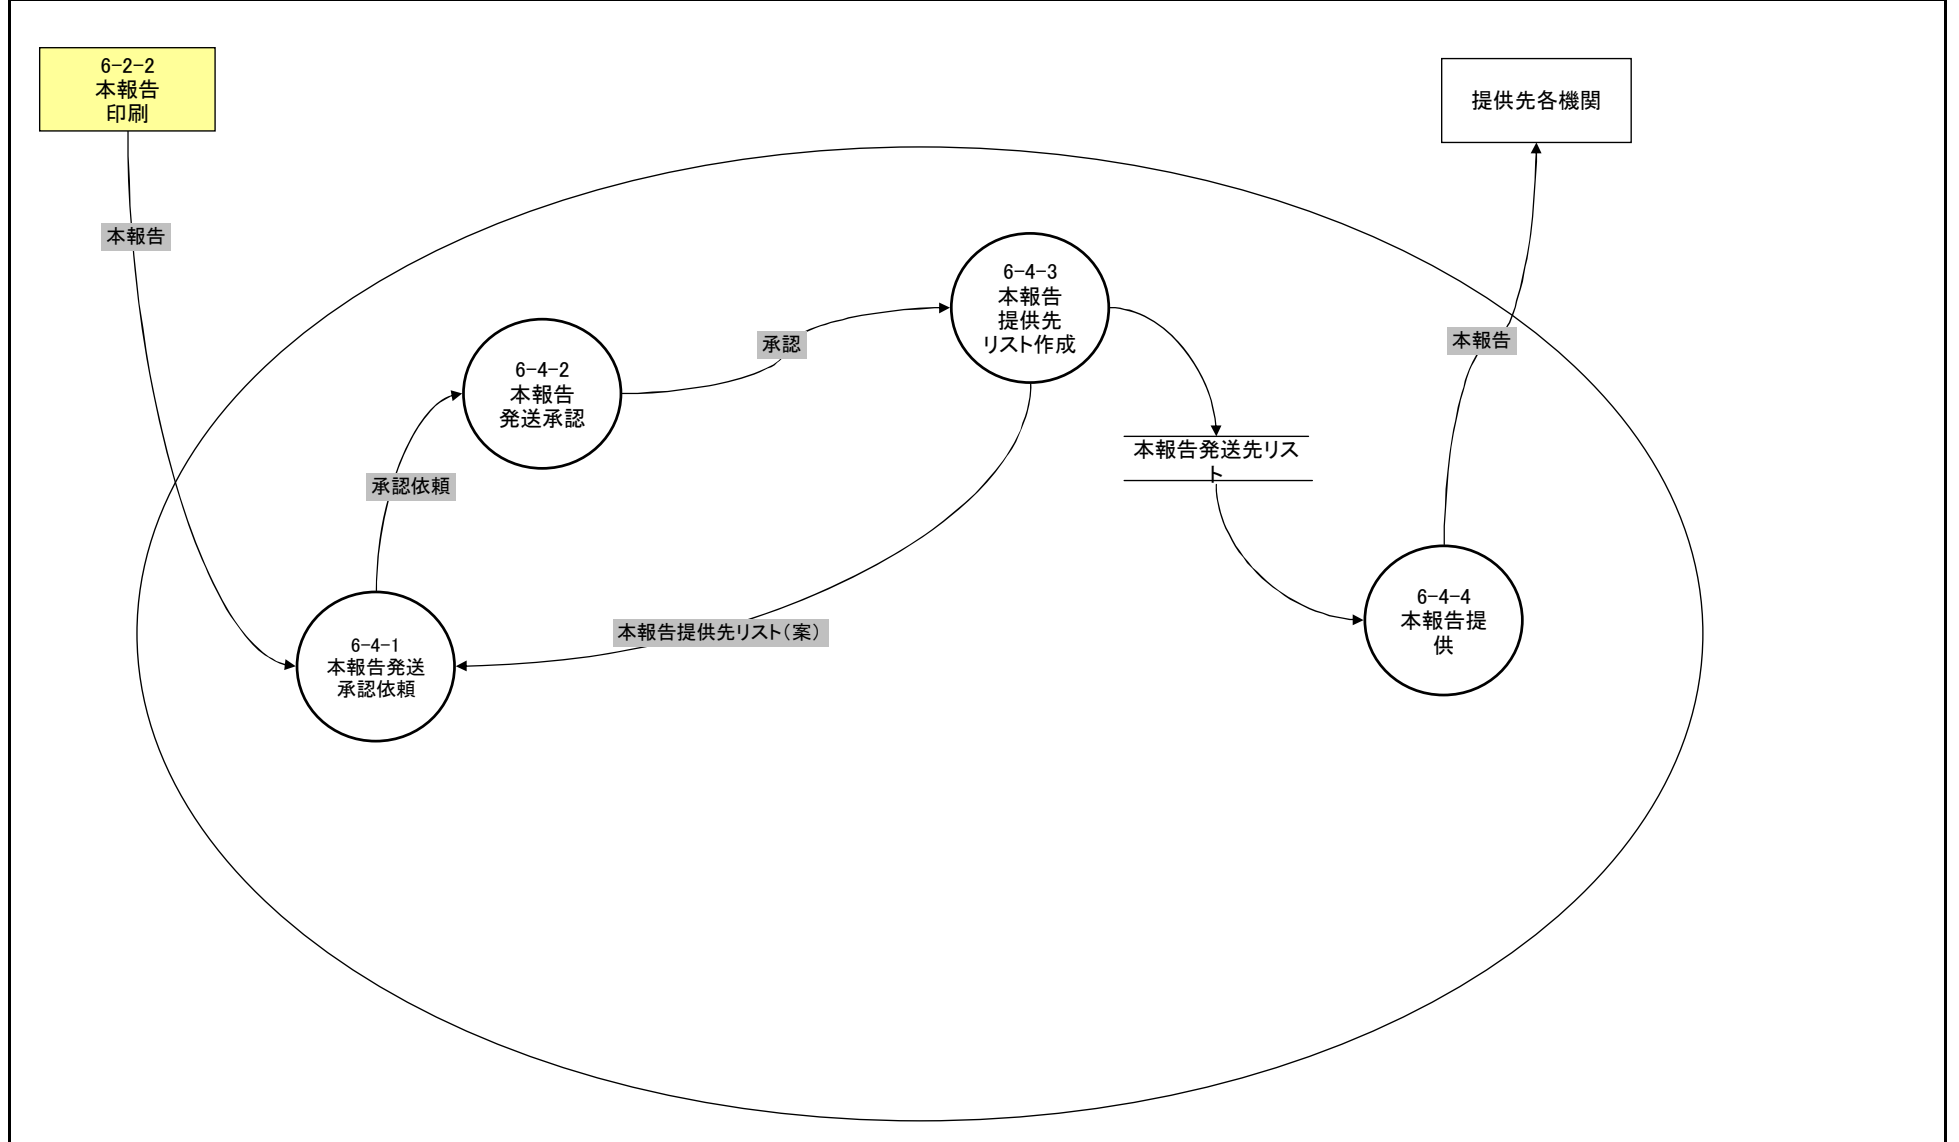 6-2-2
本報告
印刷
提供先各機関
本報告
6-4-3
本報告
提供先
リスト作成
承認
本報告
6-4-2
本報告
発送承認
本報告発送先リス
ト
承認依頼
6-4-4
本報告提
供
本報告提供先リスト（案）
6-4-1
本報告発送
承認依頼